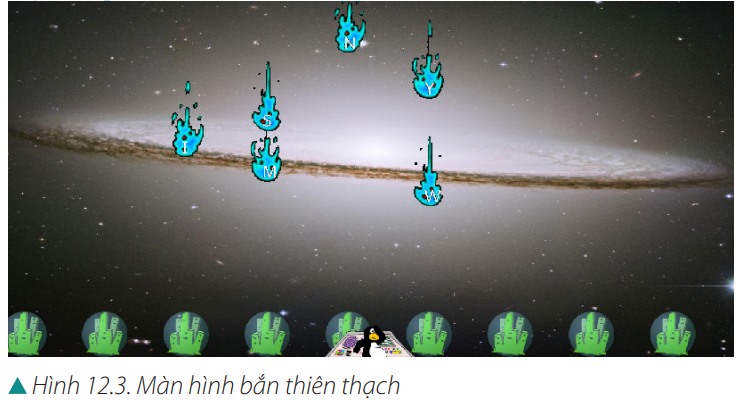 N
Y
S
I
M
W
▲ Hình 12.3. Màn hình bắn thiên thạch